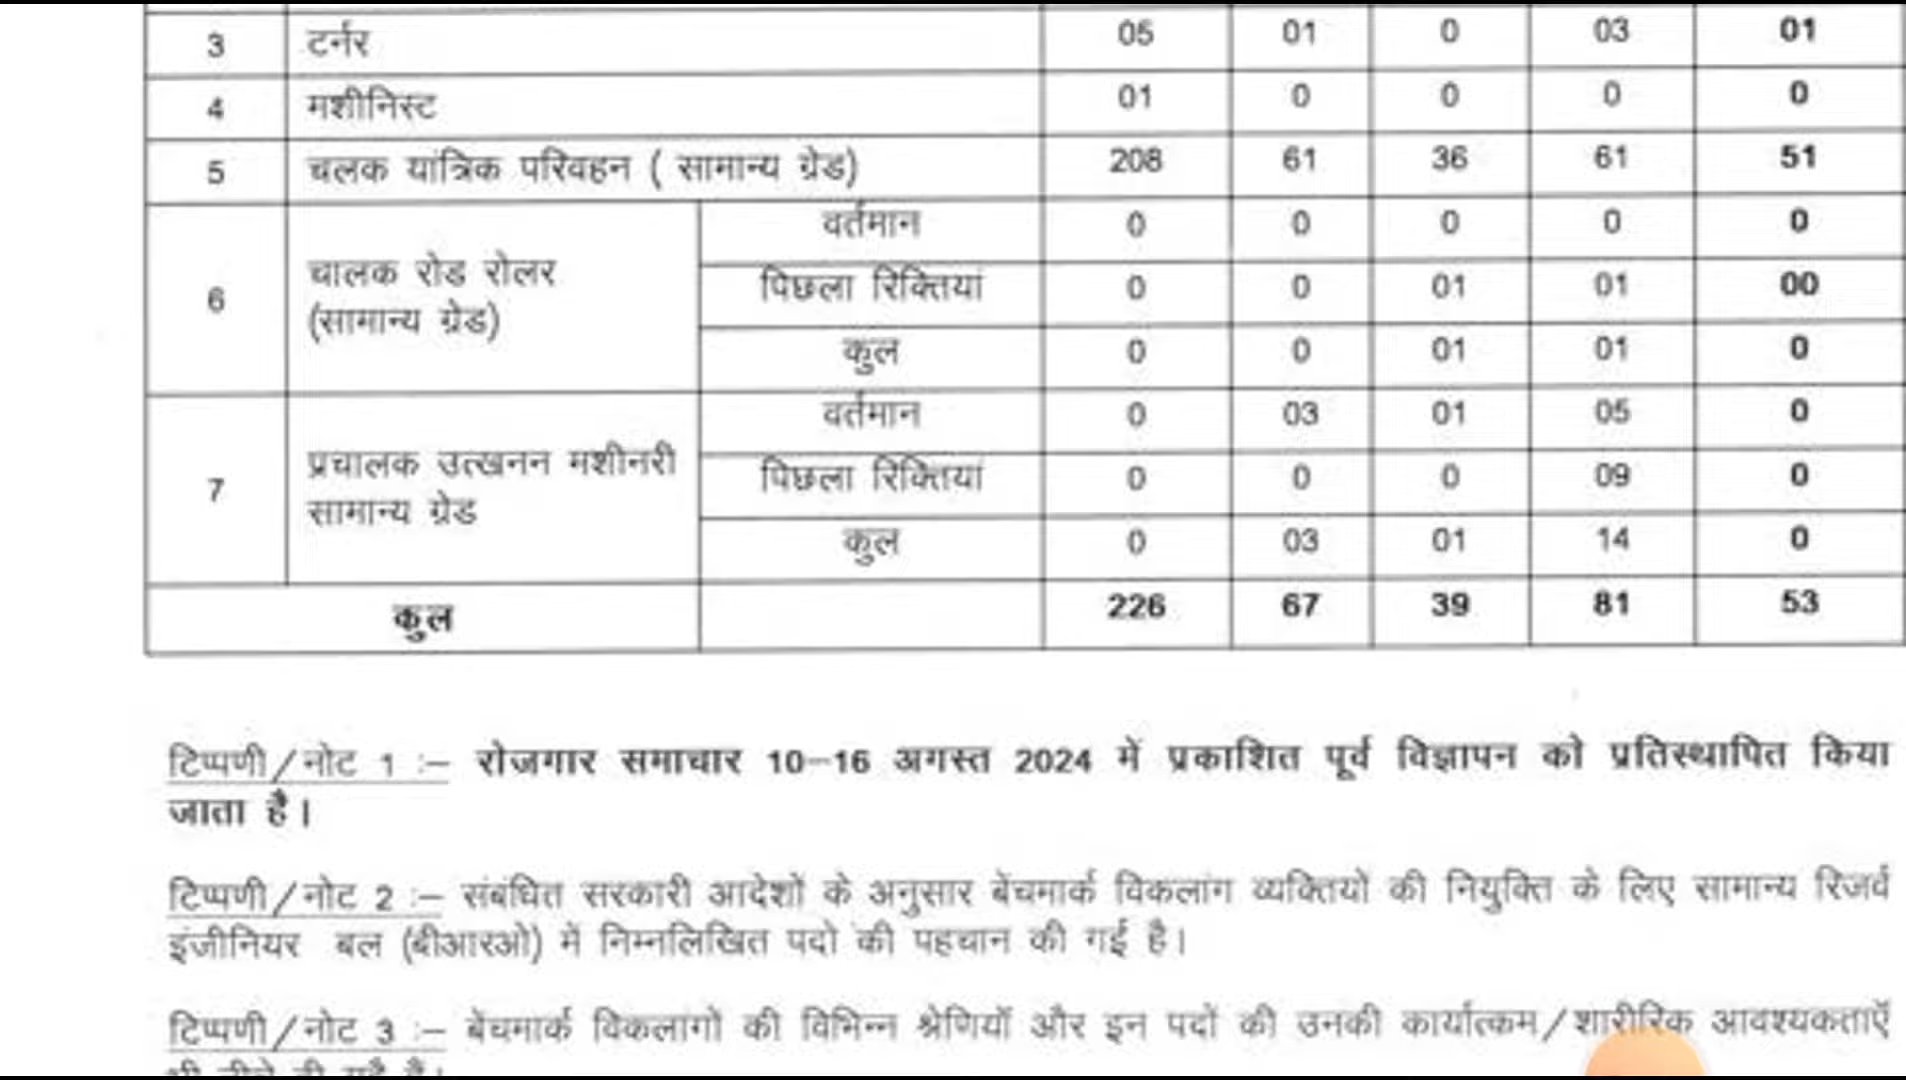 3 टर्नर 05 01 0 03 01
4 मशीनिस्ट 01 0 0 0 0
5 चलक यांत्रिक परिवहन ( सामान्य ग्रेड) 208 61 36 61 51
6 चालक रोड रोलर
(सामान्य ग्रेड)
वर्तमान 0 0 0 0 0
पिछला रिक्तियां 0 0 01 01 00
कुल 0 0 01 01 0
7 प्रचालक उत्खनन मशीनरी
सामान्य ग्रेड
वर्तमान 0 03 01 05 0
पिछला रिक्तियां 0 0 0 09 0
कुल 0 03 01 14 0
कुल 226 67 39 81 53
टिप्पणी/नोट 1 :– रोजगार समाचार 10–16 अगस्त 2024 में प्रकाशित पूर्व विज्ञापन को प्रतिस्थापित किया
जाता है।
टिप्पणी/नोट 2 :– संबंधित सरकारी आदेशों के अनुसार बेंचमार्क विकलांग व्यक्तियों की नियुक्ति के लिए सामान्य रिजर्व
इंजीनियर बल (बीआरओ) में निम्नलिखित पदो की पहचान की गई है।
टिप्पणी/नोट 3 :– बेंचमार्क विकलांगों की विभिन्न श्रेणियों और इन पदों की उनकी कार्यात्कम/शारीरिक आवश्यकताएँ